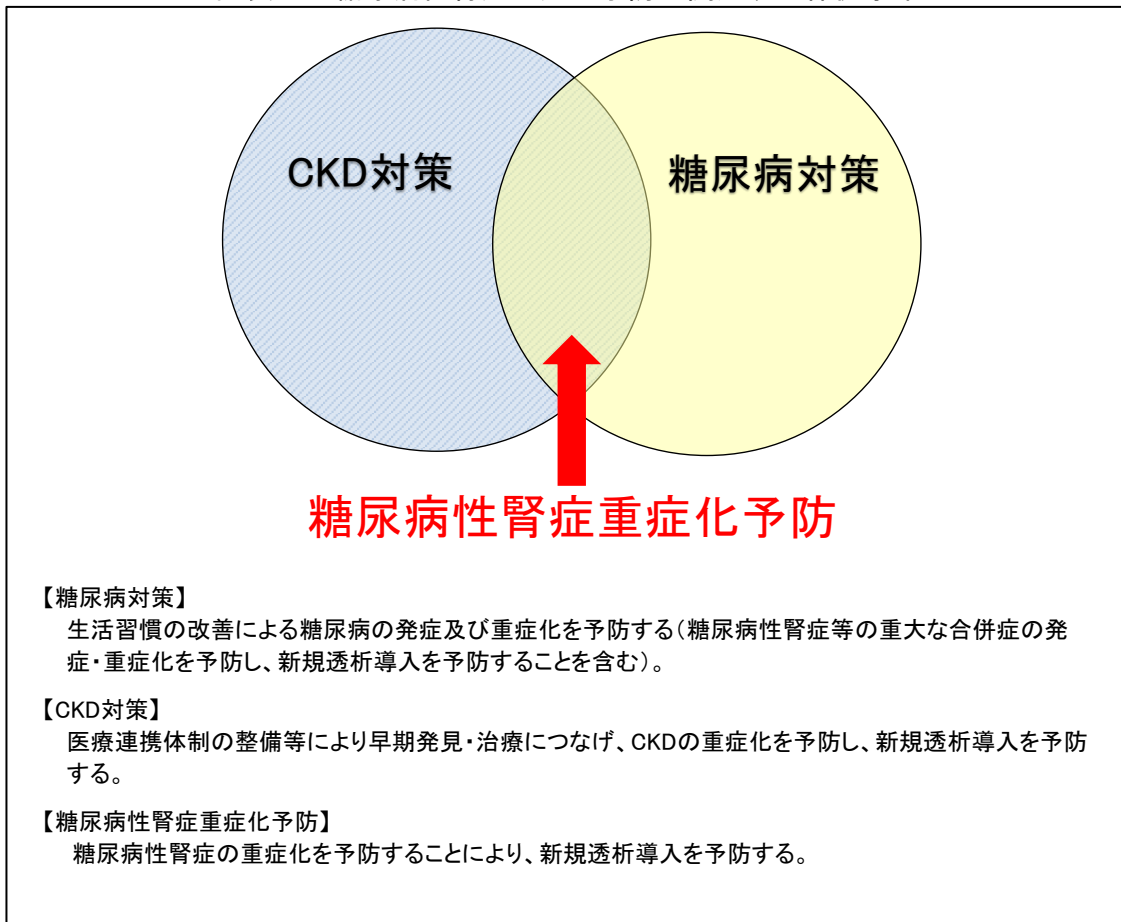 CKD対策
糖尿病対策
糖尿病性腎症重症化予防
【糖尿病対策】
生活習慣の改善による糖尿病の発症及び重症化を予防する(糖尿病性腎症等の重大な合併症の発
症・重症化を予防し、新規透析導入を予防することを含む)。
【CKD対策】
医療連携体制の整備等により早期発見・治療につなげ、CKDの重症化を予防し、新規透析導入を予防
する。
【糖尿病性腎症重症化予防】
糖尿病性腎症の重症化を予防することにより、新規透析導入を予防する。